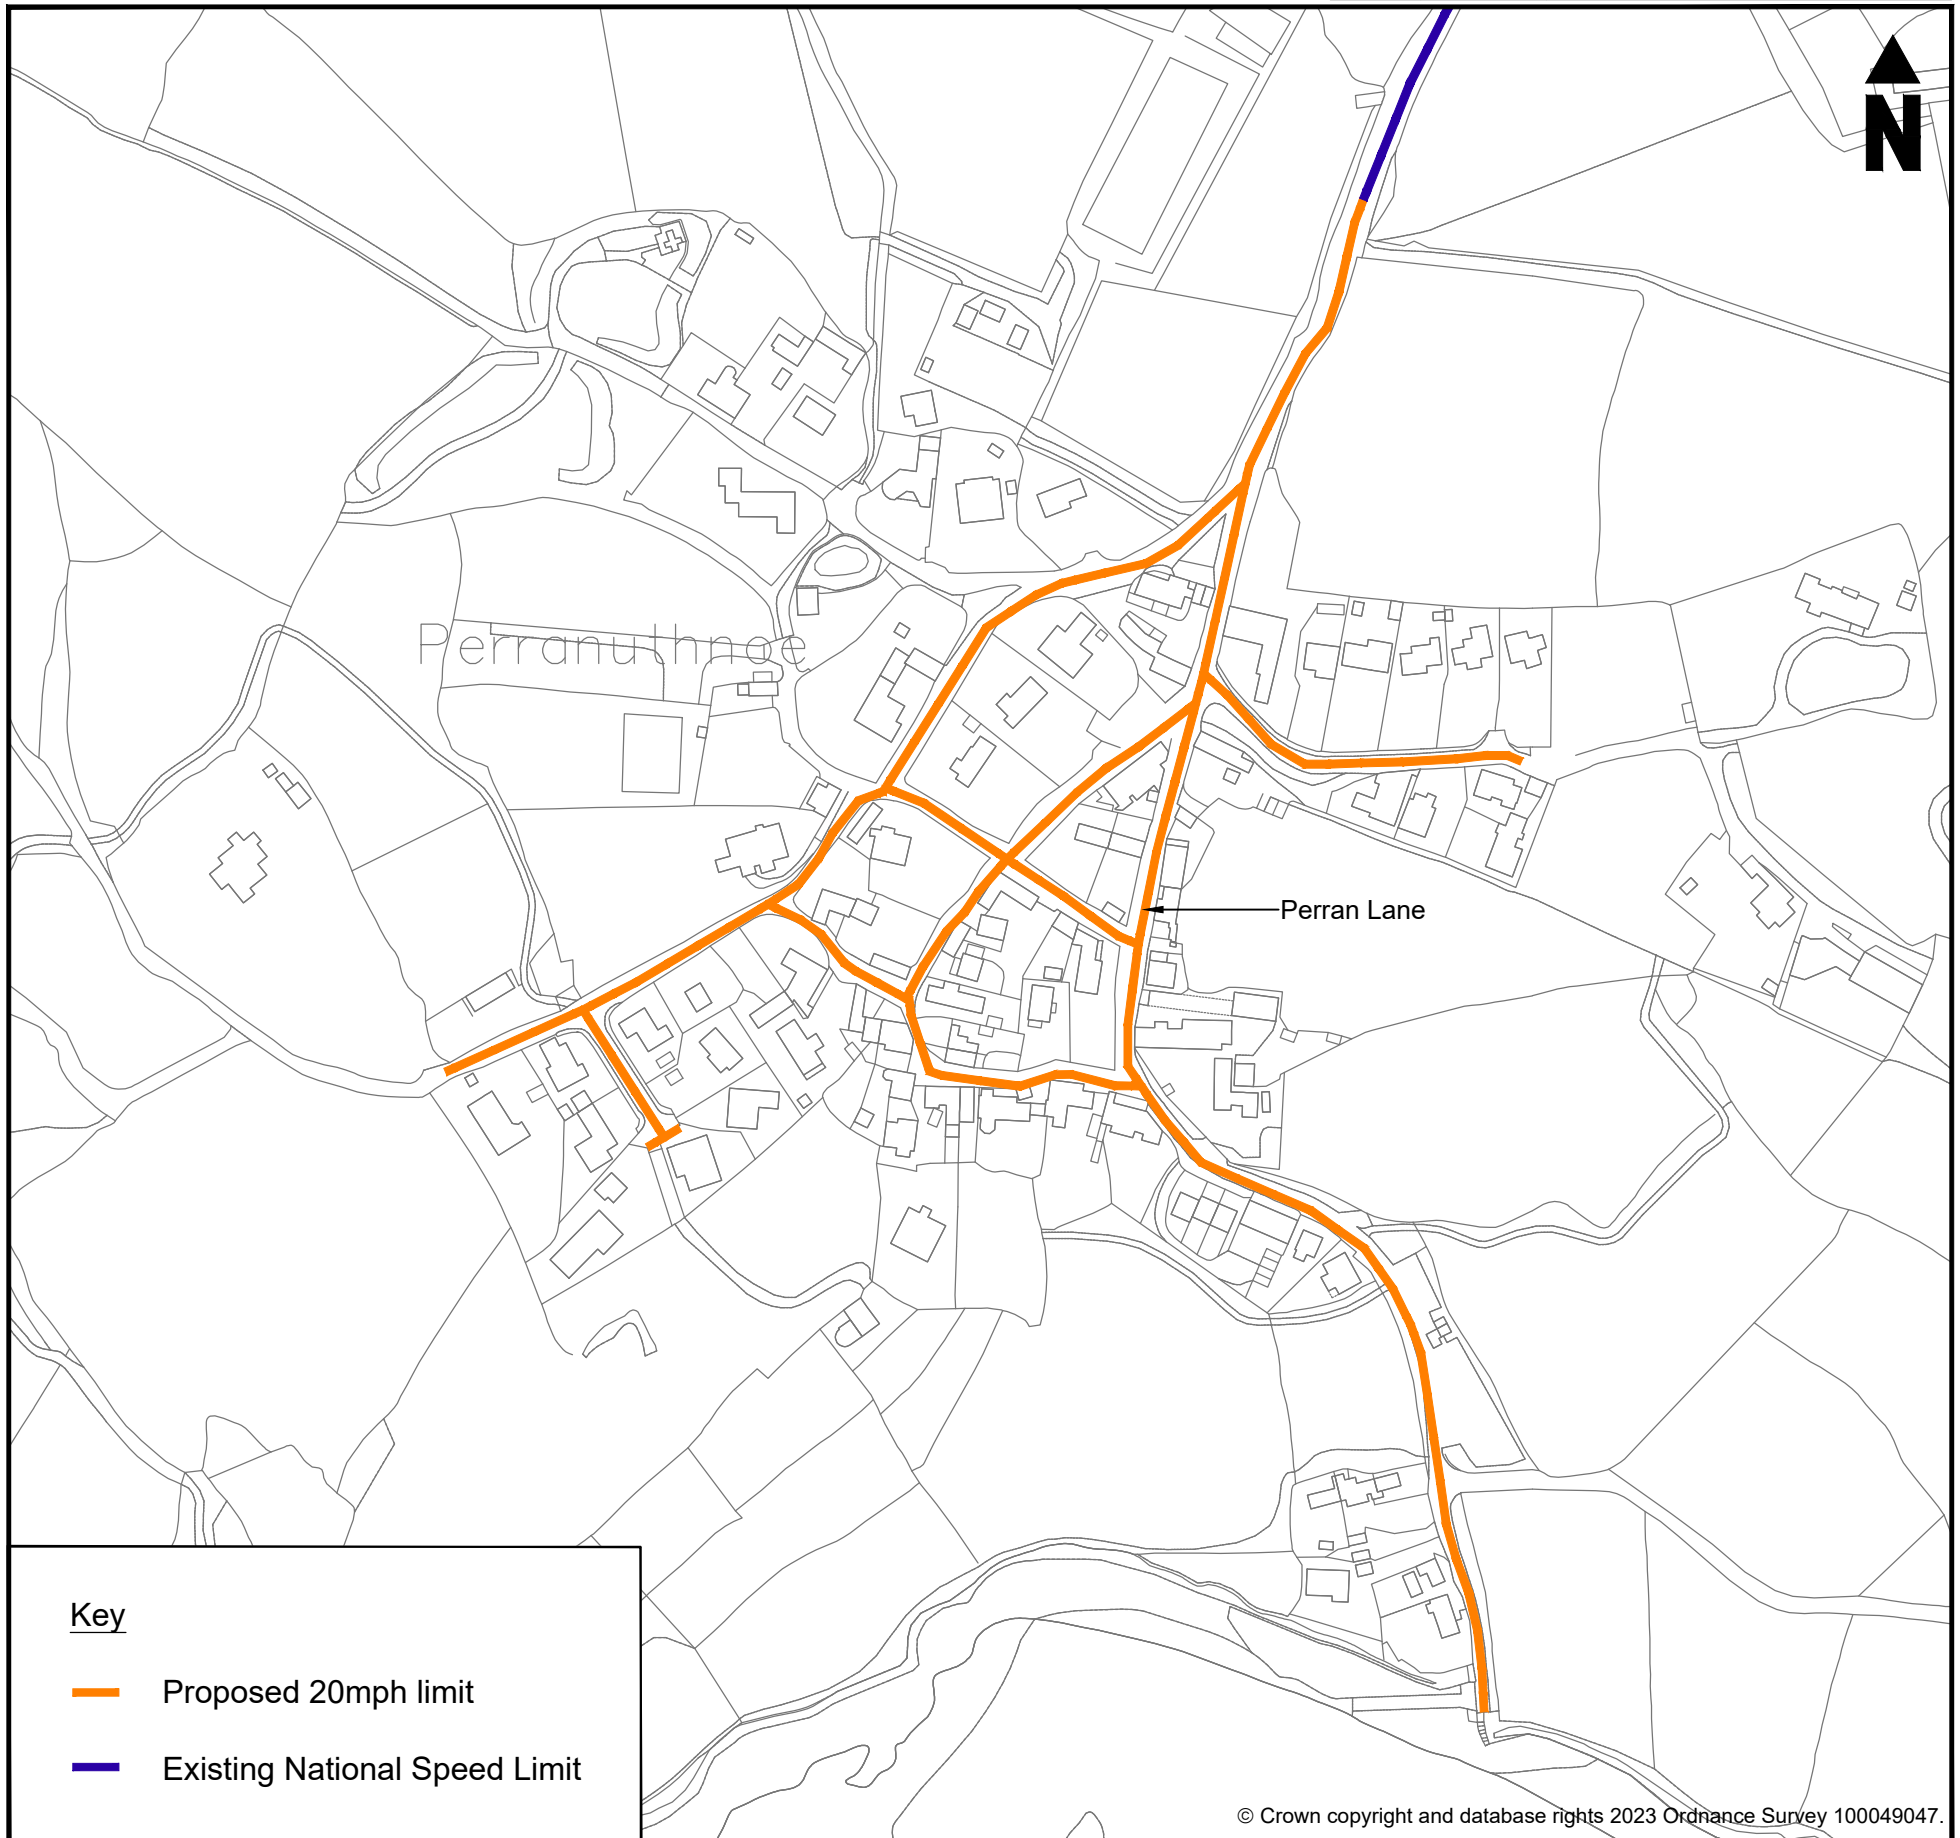 N
Perranuthnoe
Perran Lane
Key
Proposed 20mph limit
Existing National Speed Limit
© Crown copyright and database rights 2023 Ordnance Survey 100049047.